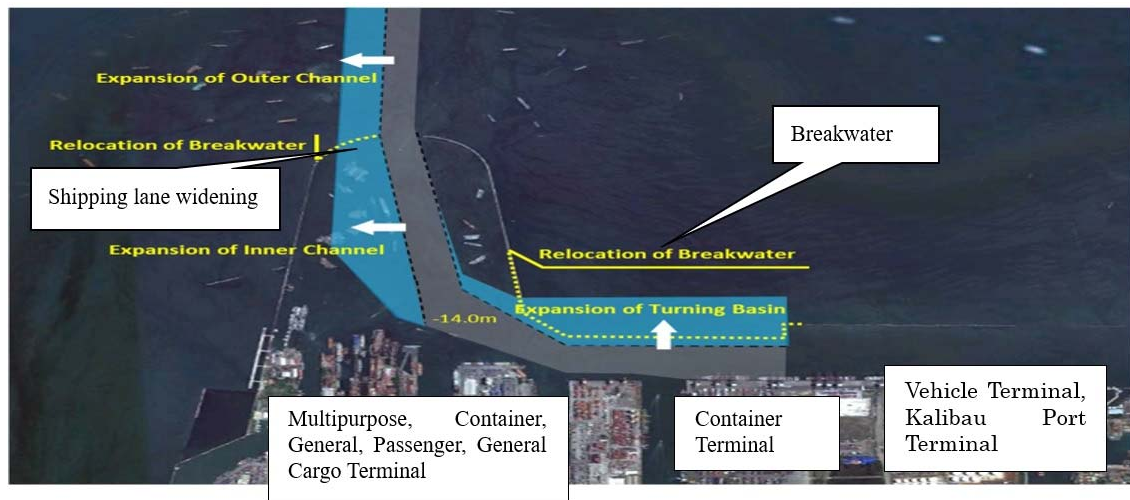 Expansion of Outer Channel
Relocation of Breakwater
Breakwater
Shipping lane widening
Expansion of Inner Channel
Relocation of Breakwater
Expansion of Turning Basin
-14.0m
Multipurpose, Container,
General, Passenger, General
Cargo Terminal
Container
Terminal
Vehicle Terminal,
Kalibau Port
Terminal